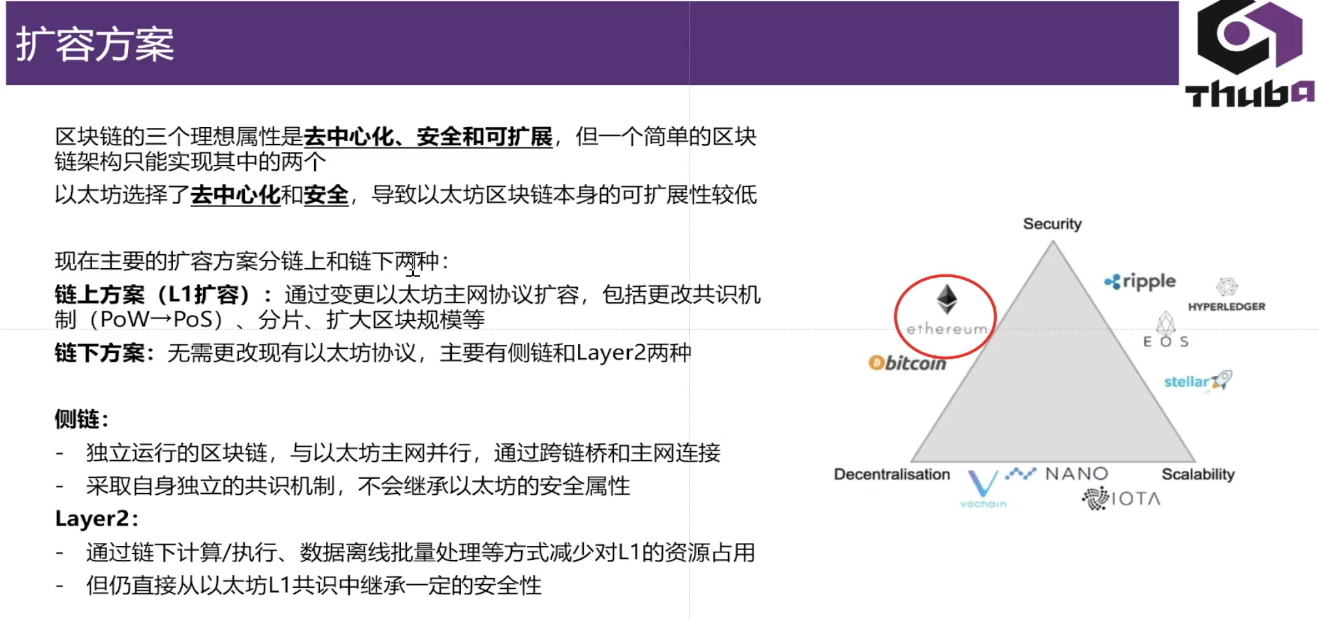 扩容方案
Thuba
区块链的三个理想属性是去中心化、安全和可扩展，但一个简单的区块
链架构只能实现其中的两个
以太坊选择了去中心化和安全，导致以太坊区块链本身的可扩展性较低
现在主要的扩容方案分链上和链下两种：
链上方案（L1扩容）：通过变更以太坊主网协议扩容，包括更改共识机
制（PoW→PoS）、分片、扩大区块规模等
链下方案：无需更改现有以太坊协议，主要有侧链和Layer2两种
侧链：
- 独立运行的区块链，与以太坊主网并行，通过跨链桥和主网连接
- 采取自身独立的共识机制，不会继承以太坊的安全属性
Layer2：
- 通过链下计算/执行、数据离线批量处理等方式减少对L1的资源占用
- 但仍直接从以太坊L1共识中继承一定的安全性
Security
ripple
HYPERLEDGER
ethereum
EOS
bitcoin
stellar
Decentralisation
Scalability
NANO
vechain
IOTA